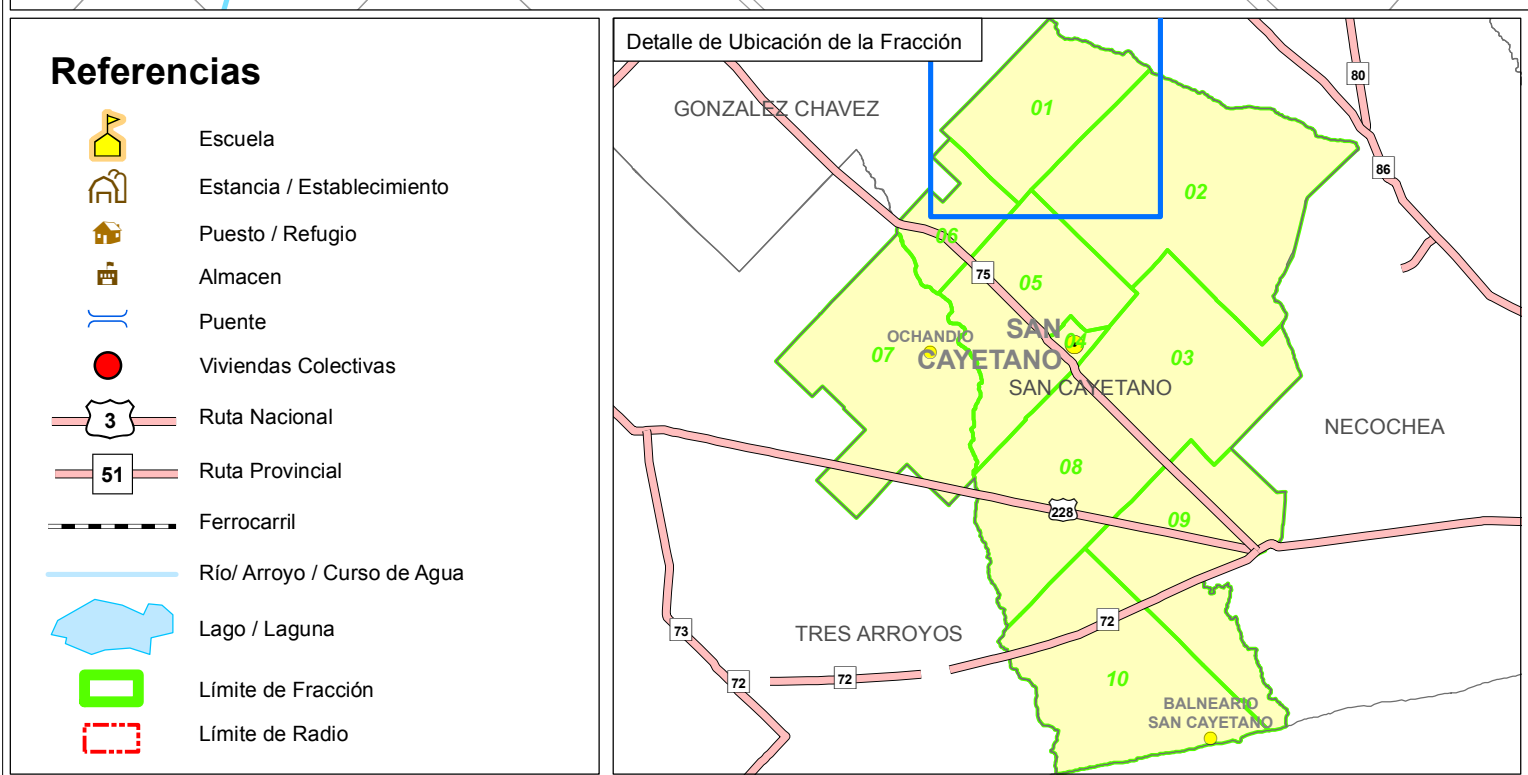 Referencias
Escuela
Estancia / Establecimiento
Puesto / Refugio
Almacen
Puente
Viviendas Colectivas
3
Ruta Nacional
51
Ruta Provincial
Ferrocarril
Río/ Arroyo / Curso de Agua
Lago / Laguna
Límite de Fracción
Límite de Radio
Detalle de Ubicación de la Fracción
GONZALEZ CHAVEZ
01
80
86
02
06
75
05
OCHANDIO
SAN
CAYETANO
04
07
03
SAN CAYETANO
NECOCHEA
08
228
09
TRES ARROYOS
73
72
72
72
10
BALNEARIO
SAN CAYETANO